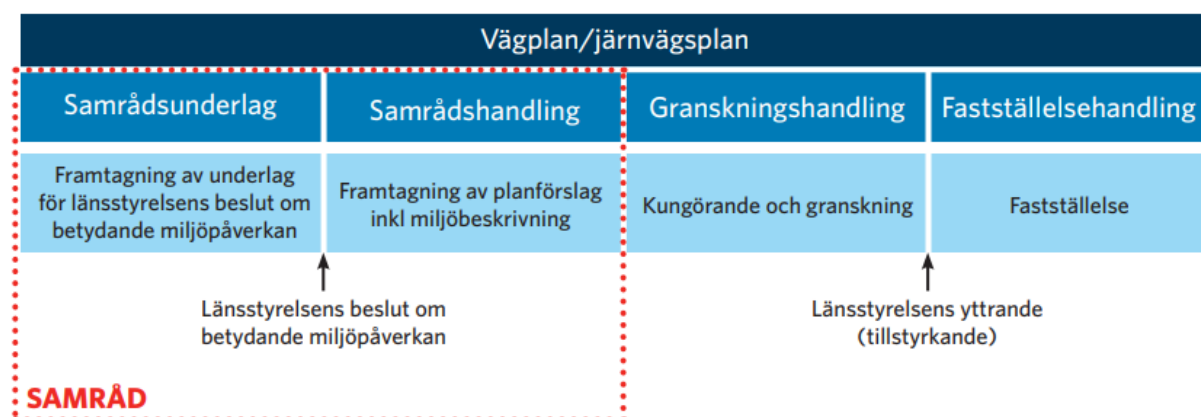 Vägplan/järnvägsplan
Samrådsunderlag
Samrådshandling
Granskningshandling
Fastställelsehandling
Framtagning av underlag
för länsstyrelsens beslut om
betydande miljöpåverkan
Framtagning av planförslag
inkl miljöbeskrivning
Kungörande och granskning
Fastställelse
Länsstyrelsens beslut om
betydande miljöpåverkan
Länsstyrelsens yttrande
(tillstyrkande)
SAMRÅD